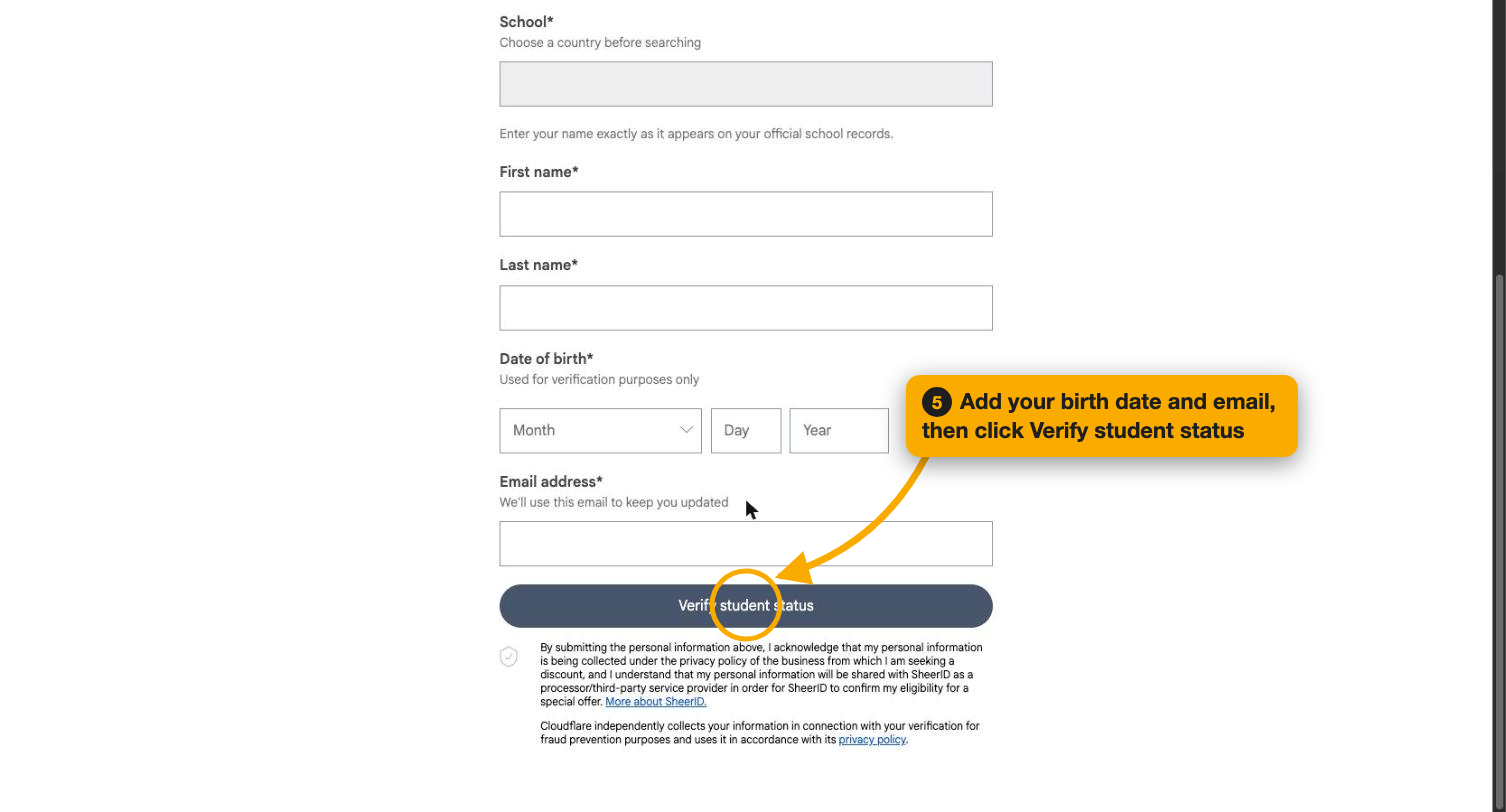 School*
Choose a country before searching
Enter your name exactly as it appears on your official school records.
First name*
Last name*
Date of birth*
Used for verification purposes only
Month Day Year
5 Add your birth date and email,
then click Verify student status
Email address*
We'll use this email to keep you updated
Verify student status
By submitting the personal information above, I acknowledge that my personal information
is being collected under the privacy policy of the business from which I am seeking a
discount, and I understand that my personal information will be shared with SheerID as a
processor/third-party service provider in order for SheerID to confirm my eligibility for a
special offer. More about SheerID.
Cloudflare independently collects your information in connection with your verification for
fraud prevention purposes and uses it in accordance with its privacy policy.